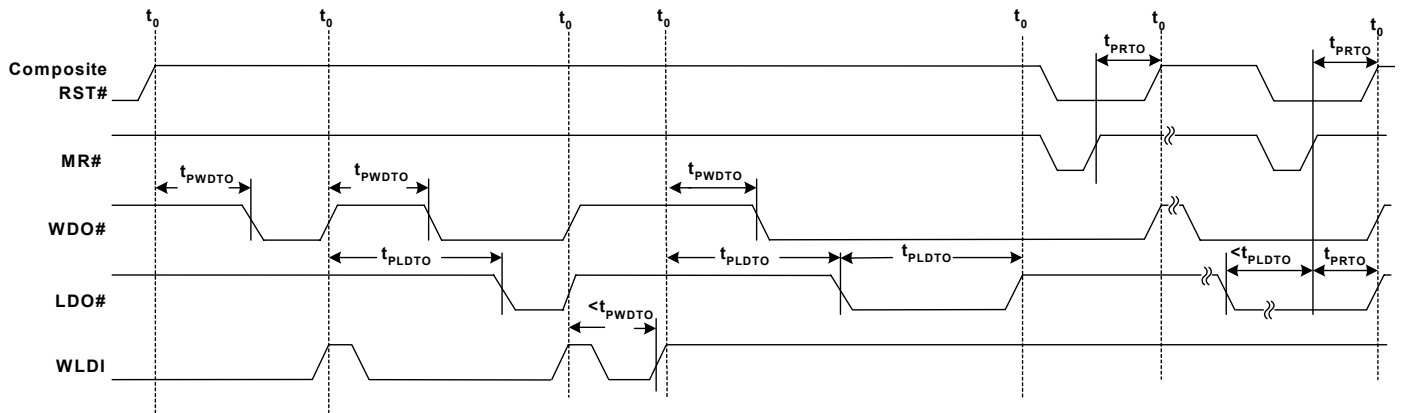 t0 t0 t0 t0 t0 t0 t0
tPRTO tPRTO
Composite
RST#
MR#
tPWDTO tPWDTO tPWDTO
WDO#
tPLDTO tPLDTO tPLDTO <tPLDTO tPRTO
LDO#
<tPWDTO
WLDI